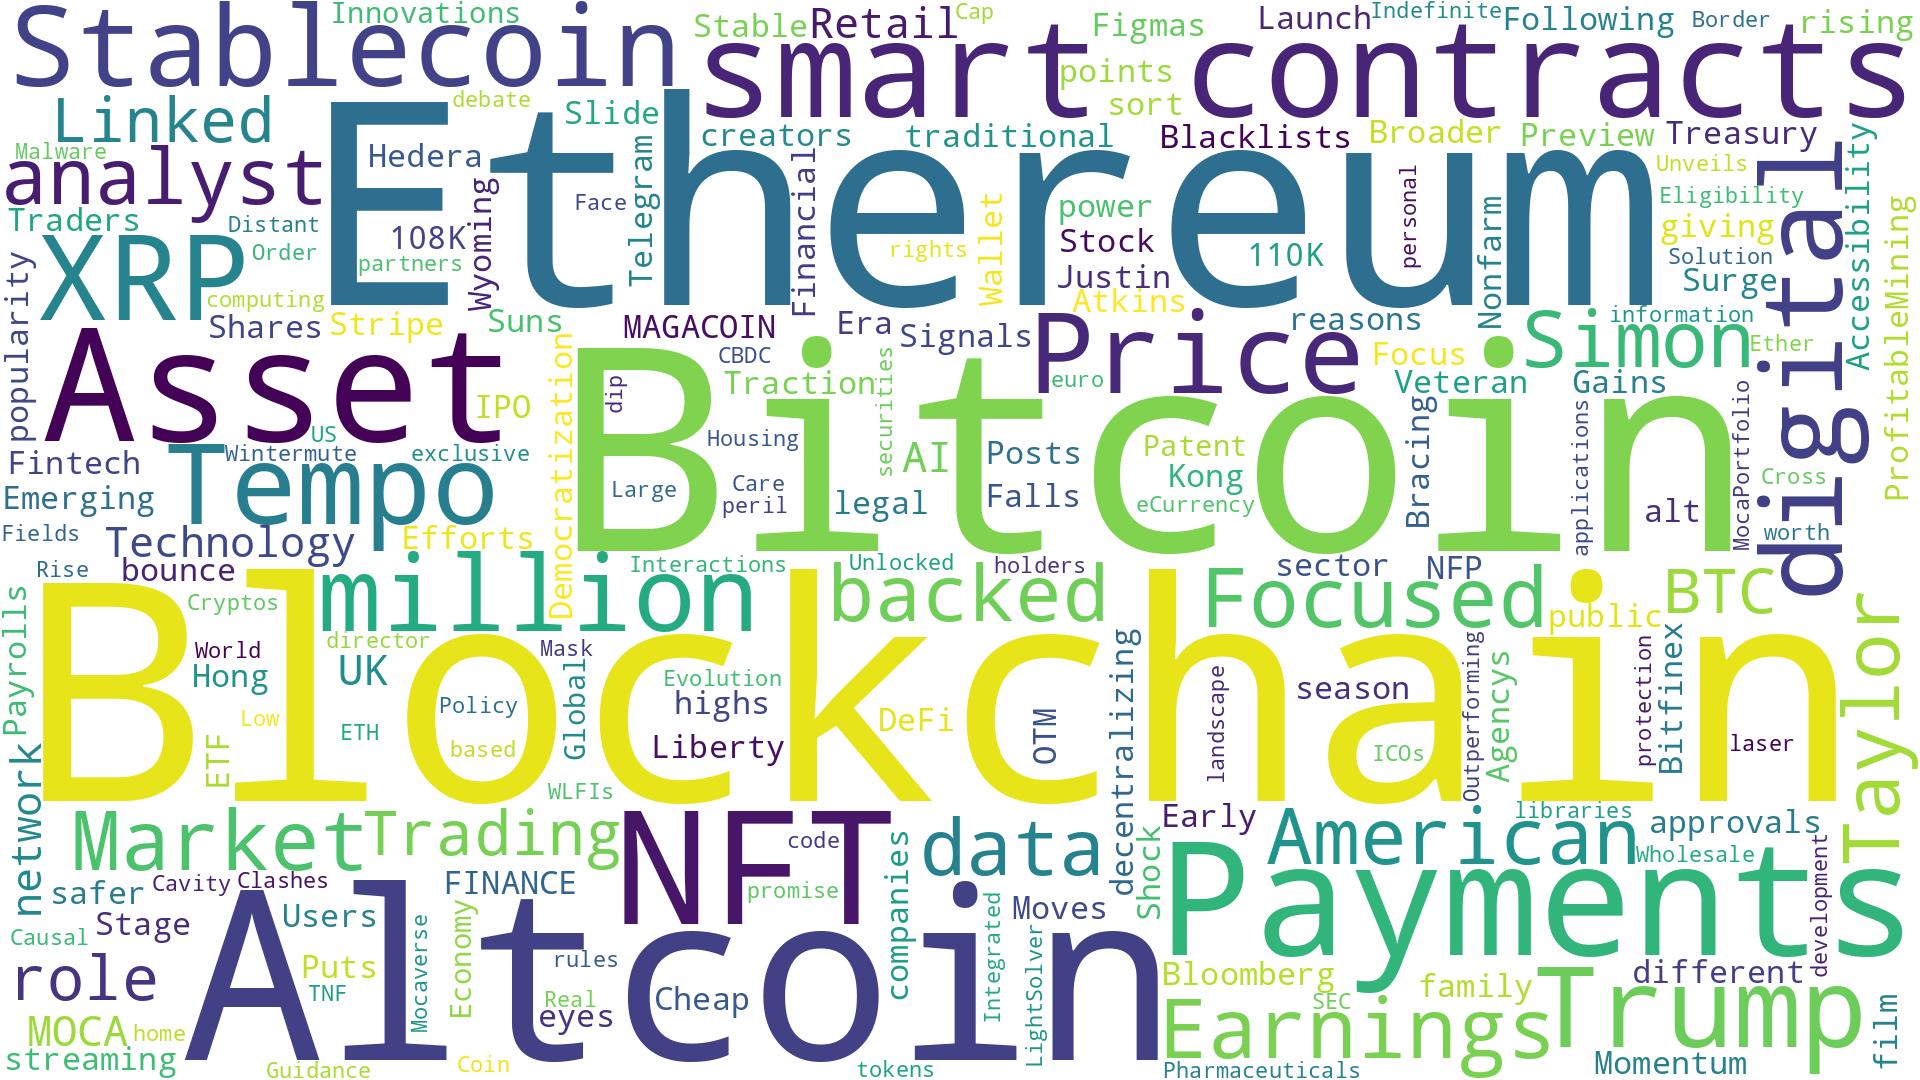 Stablecoin
Innovations
Stable
Retail
Cap
Figmas
Launch
Indefinite
Following
Border
rising
smart contracts
points
sort
Linked
debate
Slide
creators
traditional
Blacklists
Broader
Preview
Treasury
Malware
analyst
Hedera
Ethereum
Telegram
Financial
personal
Unveils
digital
Accessibility
Traders
Distant
Wyoming
Face
Wallet
power
Nonfarm
Eligibility
giving
ProfitableMining
XRP
108K
Order
partners
rights
Stock
110K
Solution
Surge
popularity
computing
Justin
Atkins
Shares
Stripe
Suns
MAGACOIN
Era
Signals
Price
reasons
Simon
information
Ether
Asset
CBDC
Traction
securities
euro
Focus
Veteran
Gains
Democratization
dip
IPO
Bitcoin
US
Housing
AI
Posts
Patent
Bracing
applications
MocaPortfolio
Fintech
Tempo
Wintermute
exclusive
Kong
Cross
Emerging
Large
Care
peril
legal
Falls
eCurrency
alt
Fields
Technology
Efforts
worth
Rise
bounce
million
Interactions
Unlocked
holders
sector
NFP
backed
Focused
public
BTC
Payrolls
Cryptos
director
World
Mask
Taylor
Hong
UK
Blockchain
Global
Evolution
decentralizing
landscape
season
Outperforming
Agencys
protection
Bitfinex
Policy
highs
DeFi
OTM
Low
ETH
ETF
based
Liberty
ICOs
laser
network
WLFIs
Market
Trading
NFT
code
data
Early
American
libraries
approvals
Shock
Wholesale
safer
Cavity
Clashes
FINANCE
promise
companies
Payments
development
Stage
Users
Moves
Causal
Altcoin
Mocaverse
Economy
Integrated
LightSolver
role
Puts
rules
Bloomberg
family
different
TNF
Real
Cheap
SEC
Trump
film
MOCA
home
eyes
Earnings
streaming
Guidance
Coin
tokens
Pharmaceuticals
Momentum